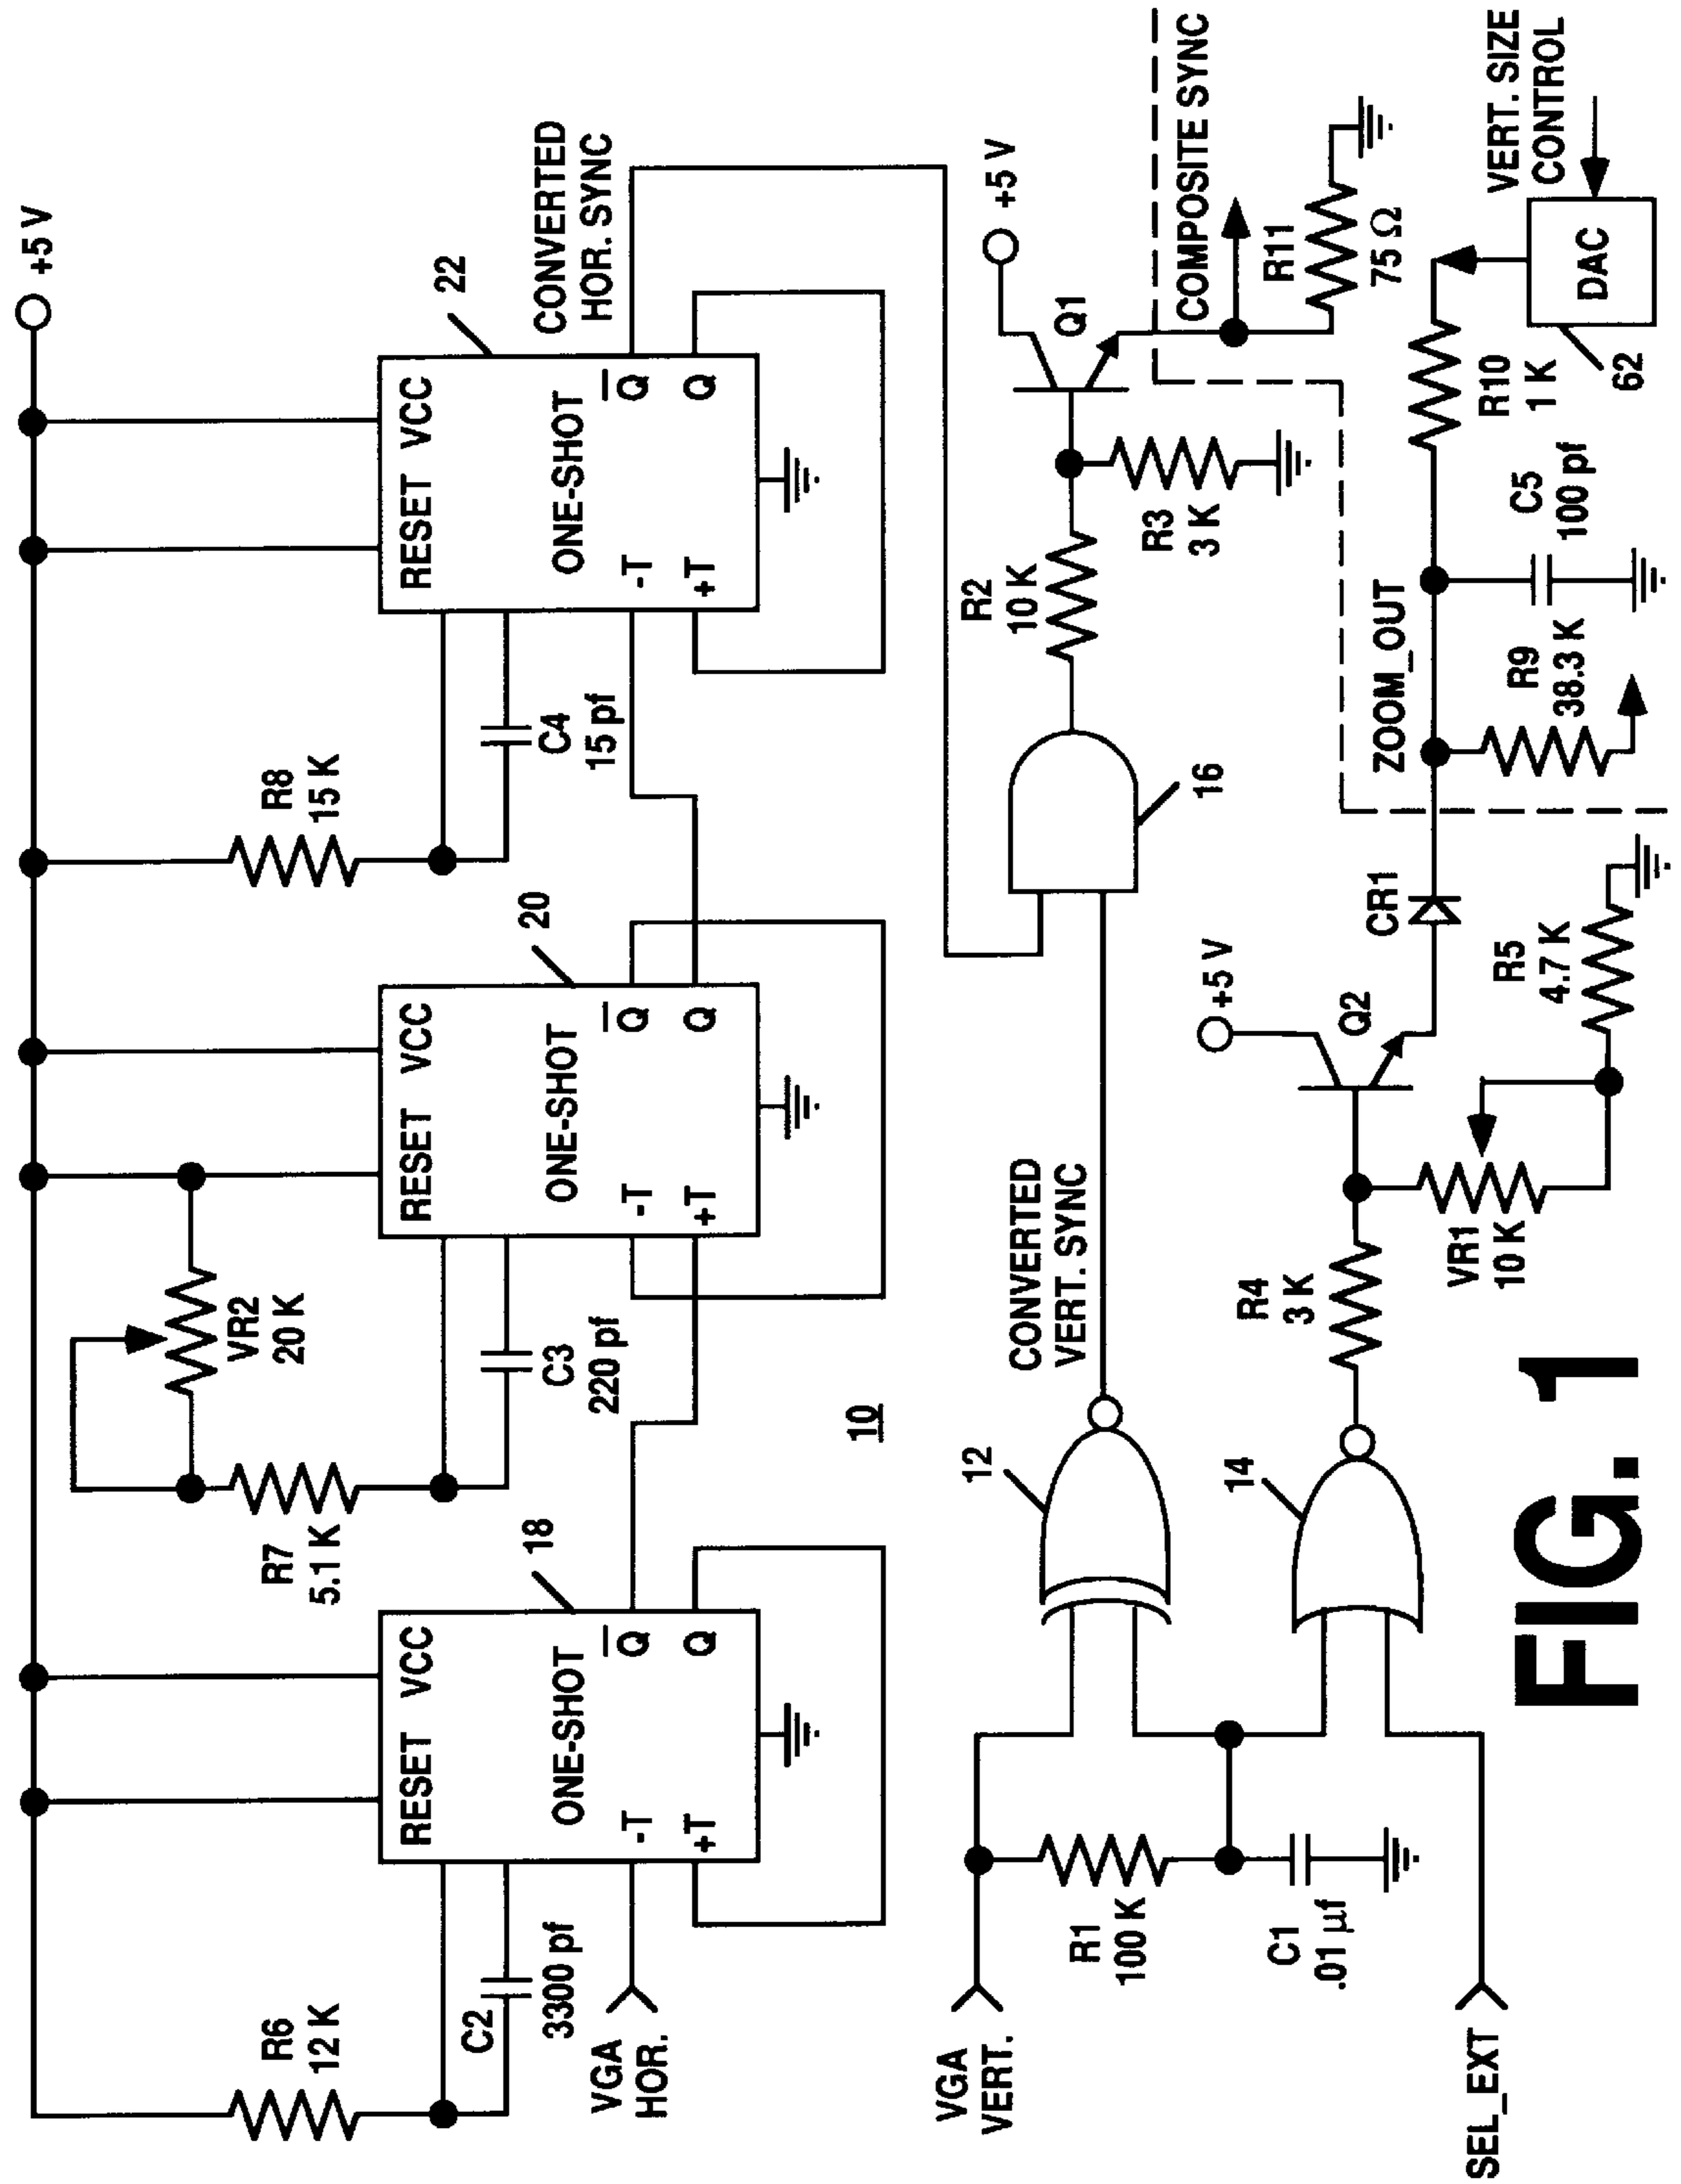 +5 V
R6
12 K
R7
5.1 K
VR2
20 K
R8
15 K
C2
3300 pf
VGA
HOR.
RESET VCC
ONE-SHOT
-T
Q
+T
Q
18
C3
220 pf
RESET VCC
ONE-SHOT
-T
Q
+T
Q
20
C4
15 pf
RESET VCC
ONE-SHOT
-T
Q
+T
Q
22
CONVERTED
HOR. SYNC
10
VGA
VERT.
R1
100 K
C1
.01 µf
SEL_EXT
12
14
CONVERTED
VERT. SYNC
16
R2
10 K
R3
3 K
Q1
+5 V
COMPOSITE SYNC
R11
75 Ω
R4
3 K
VR1
10 K
+5 V
Q2
R5
4.7 K
CR1
ZOOM_OUT
R9
38.3 K
C5
100 pf
R10
1 K
62
DAC
VERT. SIZE
CONTROL
FIG. 1